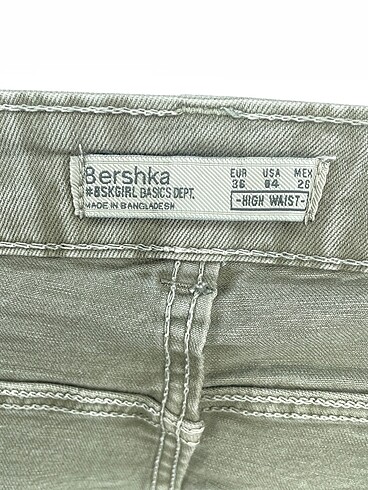 Bershka
#BSKGIRL BASICS DEPT.
MADE IN BANGLADESH
EUR USA MEX
36 04 26
-HIGH WAIST-